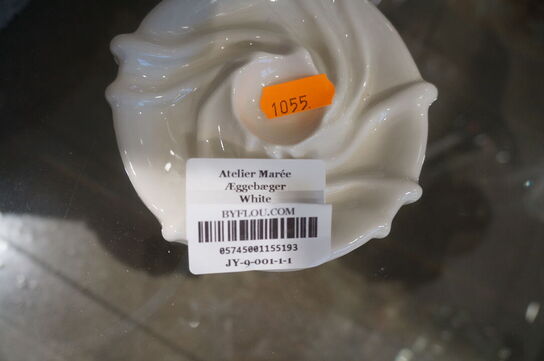 1055
Atelier Marée
Æggebæger
White
BYFLOU.COM
05745001155193
JY-9-001-1-1